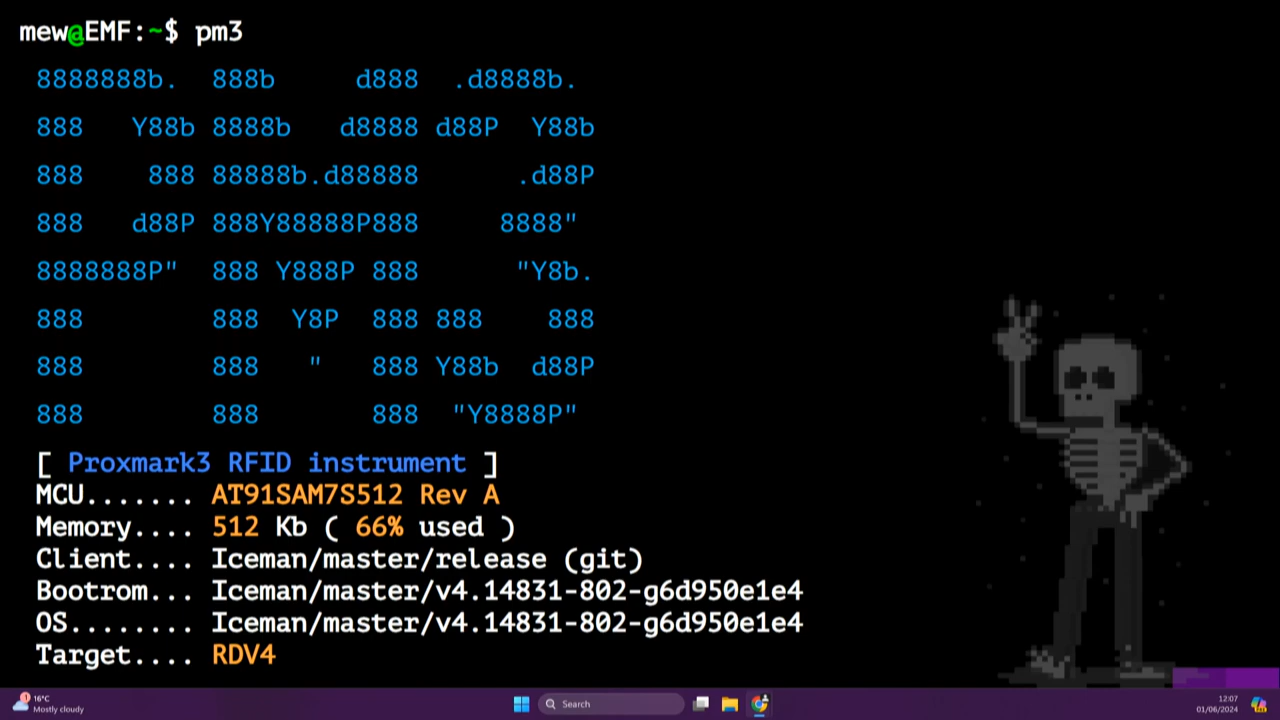 mew@EMF:~$ pm3
8888888b.  888b     d888  .d8888b.
888   Y88b 8888b   d8888 d88P  Y88b
888    888 88888b.d88888      .d88P
888   d88P 888Y88888P888     8888"
8888888P"  888 Y888P 888      "Y8b.
888        888  Y8P  888 888    888
888        888   "   888 Y88b  d88P
888        888       888  "Y8888P"
[ Proxmark3 RFID instrument ]
MCU....... AT91SAM7S512 Rev A
Memory.... 512 Kb ( 66% used )
Client.... Iceman/master/release (git)
Bootrom... Iceman/master/v4.14831-802-g6d950e1e4
OS........ Iceman/master/v4.14831-802-g6d950e1e4
Target.... RDV4
1
16°C
Mostly cloudy
Search
12:07
01/06/2024